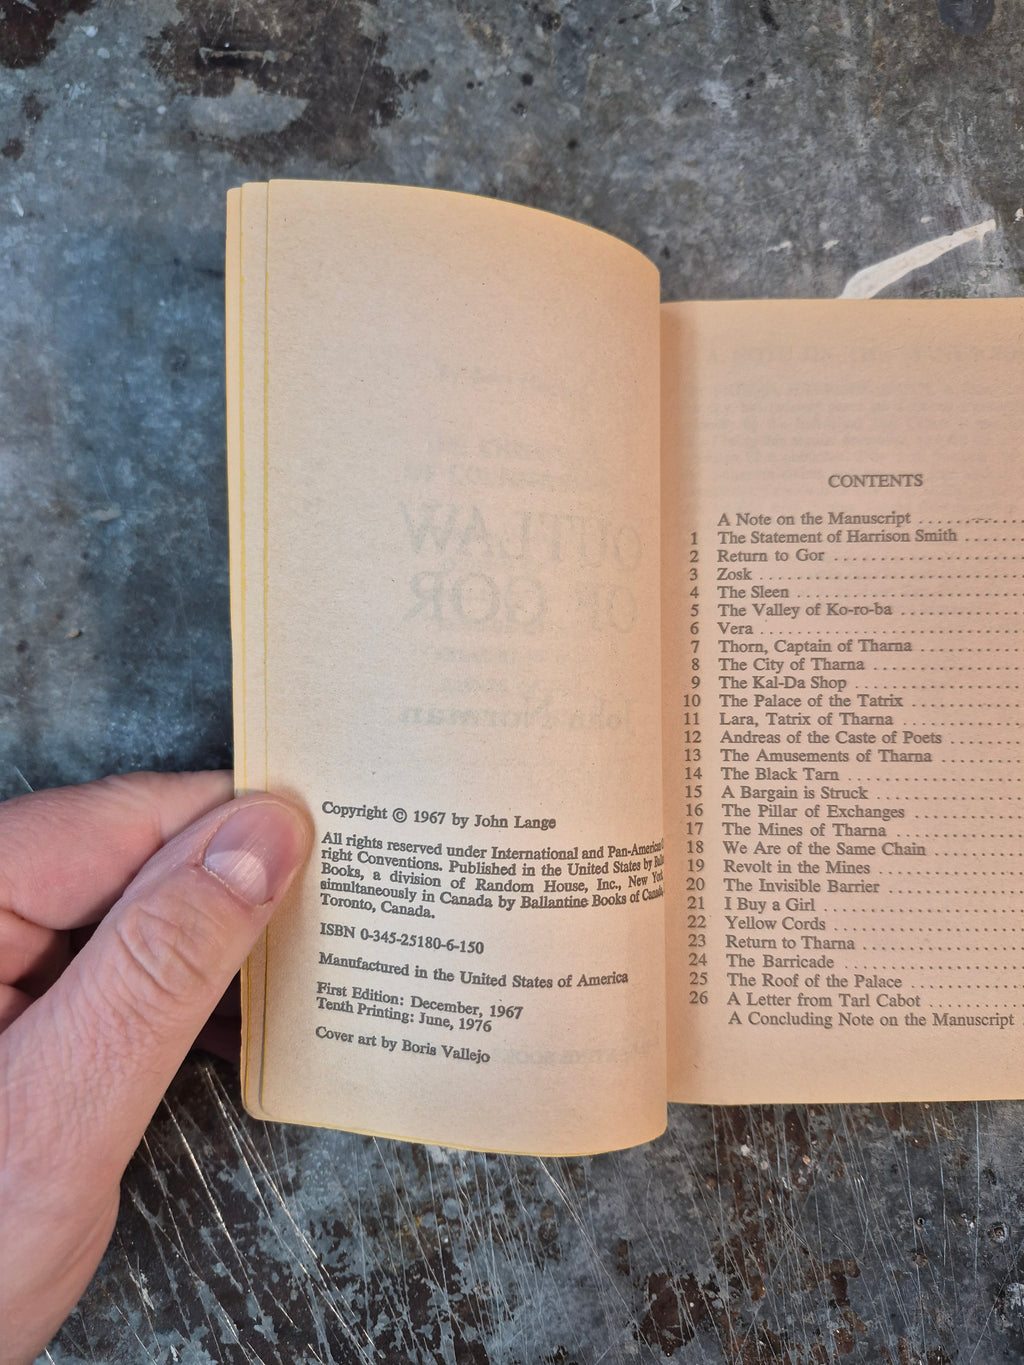 Copyright © 1967 by John Lange
All rights reserved under International and Pan-American
right Conventions. Published in the United States by
Books, a division of Random House, Inc., New
simultaneously in Canada by Ballantine Books of Canada,
Toronto, Canada.
ISBN 0-345-25180-6-150
Manufactured in the United States of America
First Edition: December, 1967
Tenth Printing: June, 1976
Cover art by Boris Vallejo
OUTLAW
OF GOR
John Norman
CONTENTS
A Note on the Manuscript ..........
1 The Statement of Harrison Smith ......
2 Return to Gor ....................
3 Zosk ..........................
4 The Sleen ......................
5 The Valley of Ko-ro-ba ............
6 Vera ..........................
7 Thorn, Captain of Tharna ..........
8 The City of Tharna ...............
9 The Kal-Da Shop ................
10 The Palace of the Tatrix ...........
11 Lara, Tatrix of Tharna ............
12 Andreas of the Caste of Poets .......
13 The Amusements of Tharna ........
14 The Black Tarn .................
15 A Bargain is Struck ..............
16 The Pillar of Exchanges ...........
17 The Mines of Tharna .............
18 We Are of the Same Chain .........
19 Revolt in the Mines ..............
20 The Invisible Barrier .............
21 I Buy a Girl ....................
22 Yellow Cords ..................
23 Return to Tharna ................
24 The Barricade ..................
25 The Roof of the Palace ............
26 A Letter from Tarl Cabot ..........
A Concluding Note on the Manuscript .